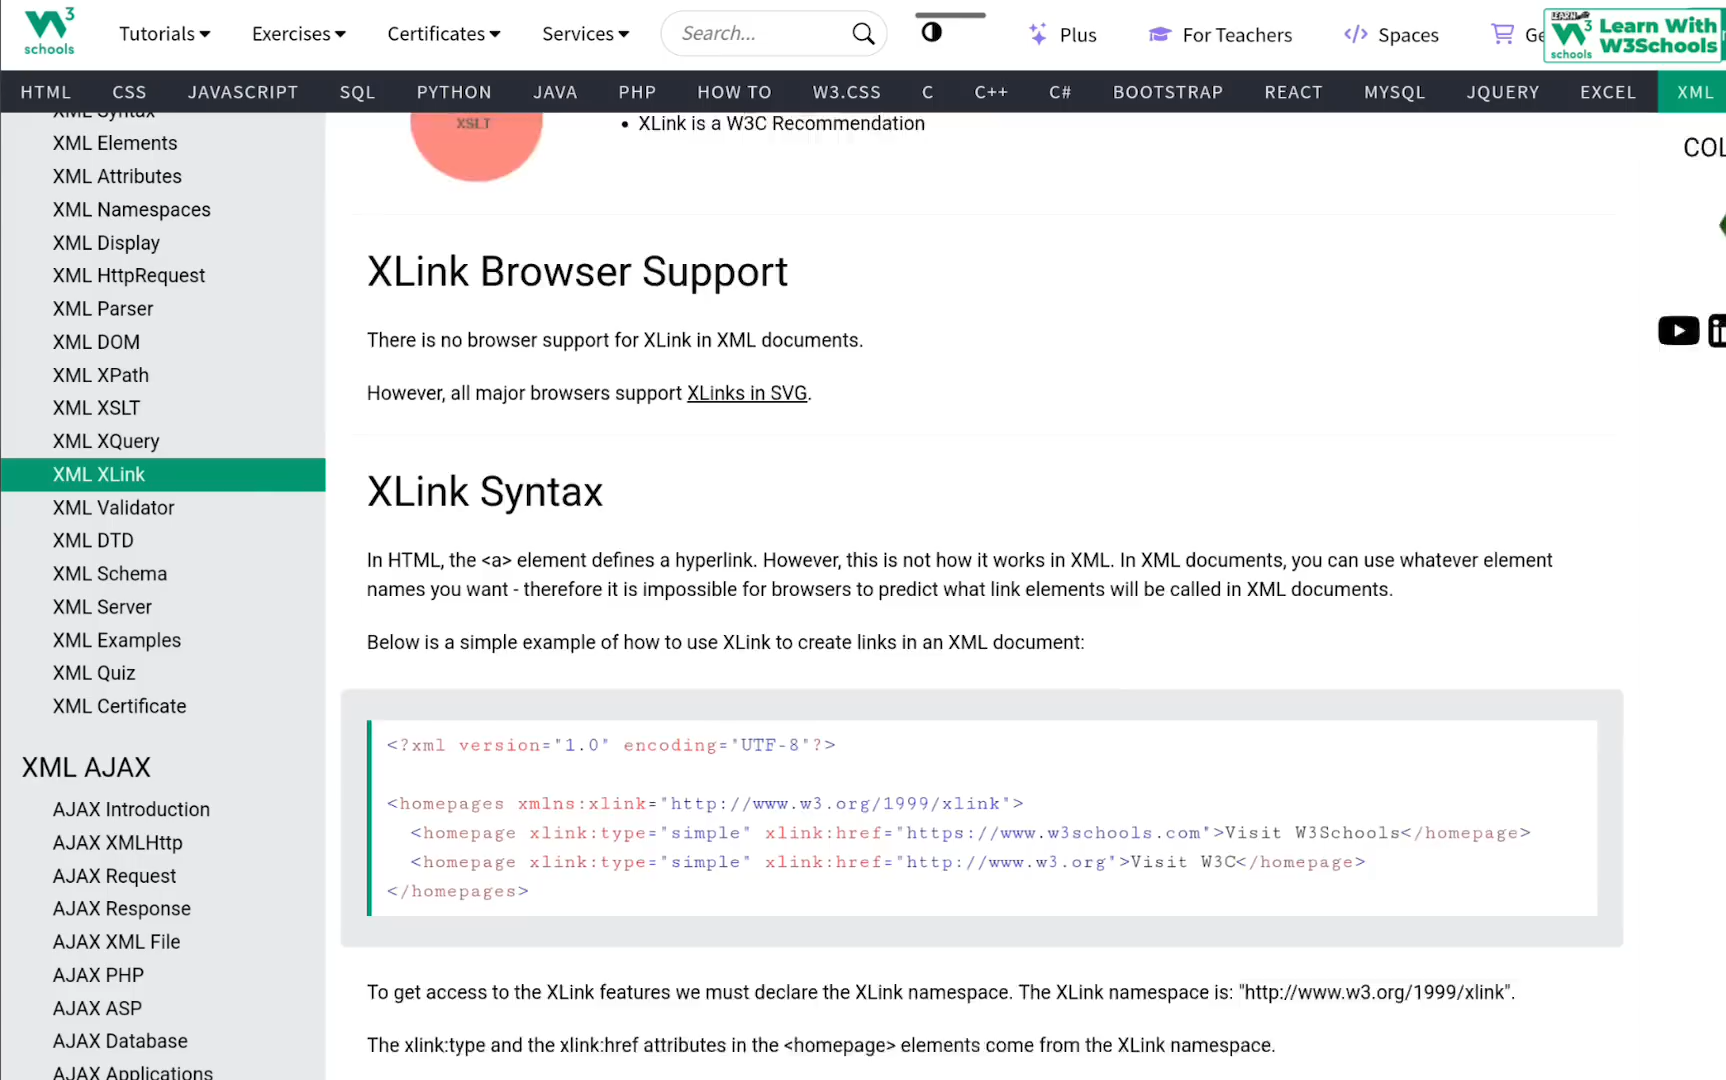 W3 schools
Tutorials
Exercises
Certificates
Services
Search...
Plus
For Teachers
Spaces
LEARN
W3 schools
Learn With
W3Schools
HTML
CSS
JAVASCRIPT
SQL
PYTHON
JAVA
PHP
HOW TO
W3.CSS
C
C++
C#
BOOTSTRAP
REACT
MYSQL
JQUERY
EXCEL
XML
XML Syntax
XML Elements
XML Attributes
XML Namespaces
XML Display
XML HttpRequest
XML Parser
XML DOM
XML XPath
XML XSLT
XML XQuery
XML XLink
XML Validator
XML DTD
XML Schema
XML Server
XML Examples
XML Quiz
XML Certificate
XML AJAX
AJAX Introduction
AJAX XMLHttp
AJAX Request
AJAX Response
AJAX XML File
AJAX PHP
AJAX ASP
AJAX Database
AJAX Applications
XSLT
• XLink is a W3C Recommendation
XLink Browser Support
There is no browser support for XLink in XML documents.
However, all major browsers support XLinks in SVG.
XLink Syntax
In HTML, the <a> element defines a hyperlink. However, this is not how it works in XML. In XML documents, you can use whatever element
names you want - therefore it is impossible for browsers to predict what link elements will be called in XML documents.
Below is a simple example of how to use XLink to create links in an XML document:
<?xml version="1.0" encoding="UTF-8"?>
<homepages xmlns:xlink="http://www.w3.org/1999/xlink">
<homepage xlink:type="simple" xlink:href="https://www.w3schools.com">Visit W3Schools</homepage>
<homepage xlink:type="simple" xlink:href="http://www.w3.org">Visit W3C</homepage>
</homepages>
To get access to the XLink features we must declare the XLink namespace. The XLink namespace is: "http://www.w3.org/1999/xlink".
The xlink:type and the xlink:href attributes in the <homepage> elements come from the XLink namespace.